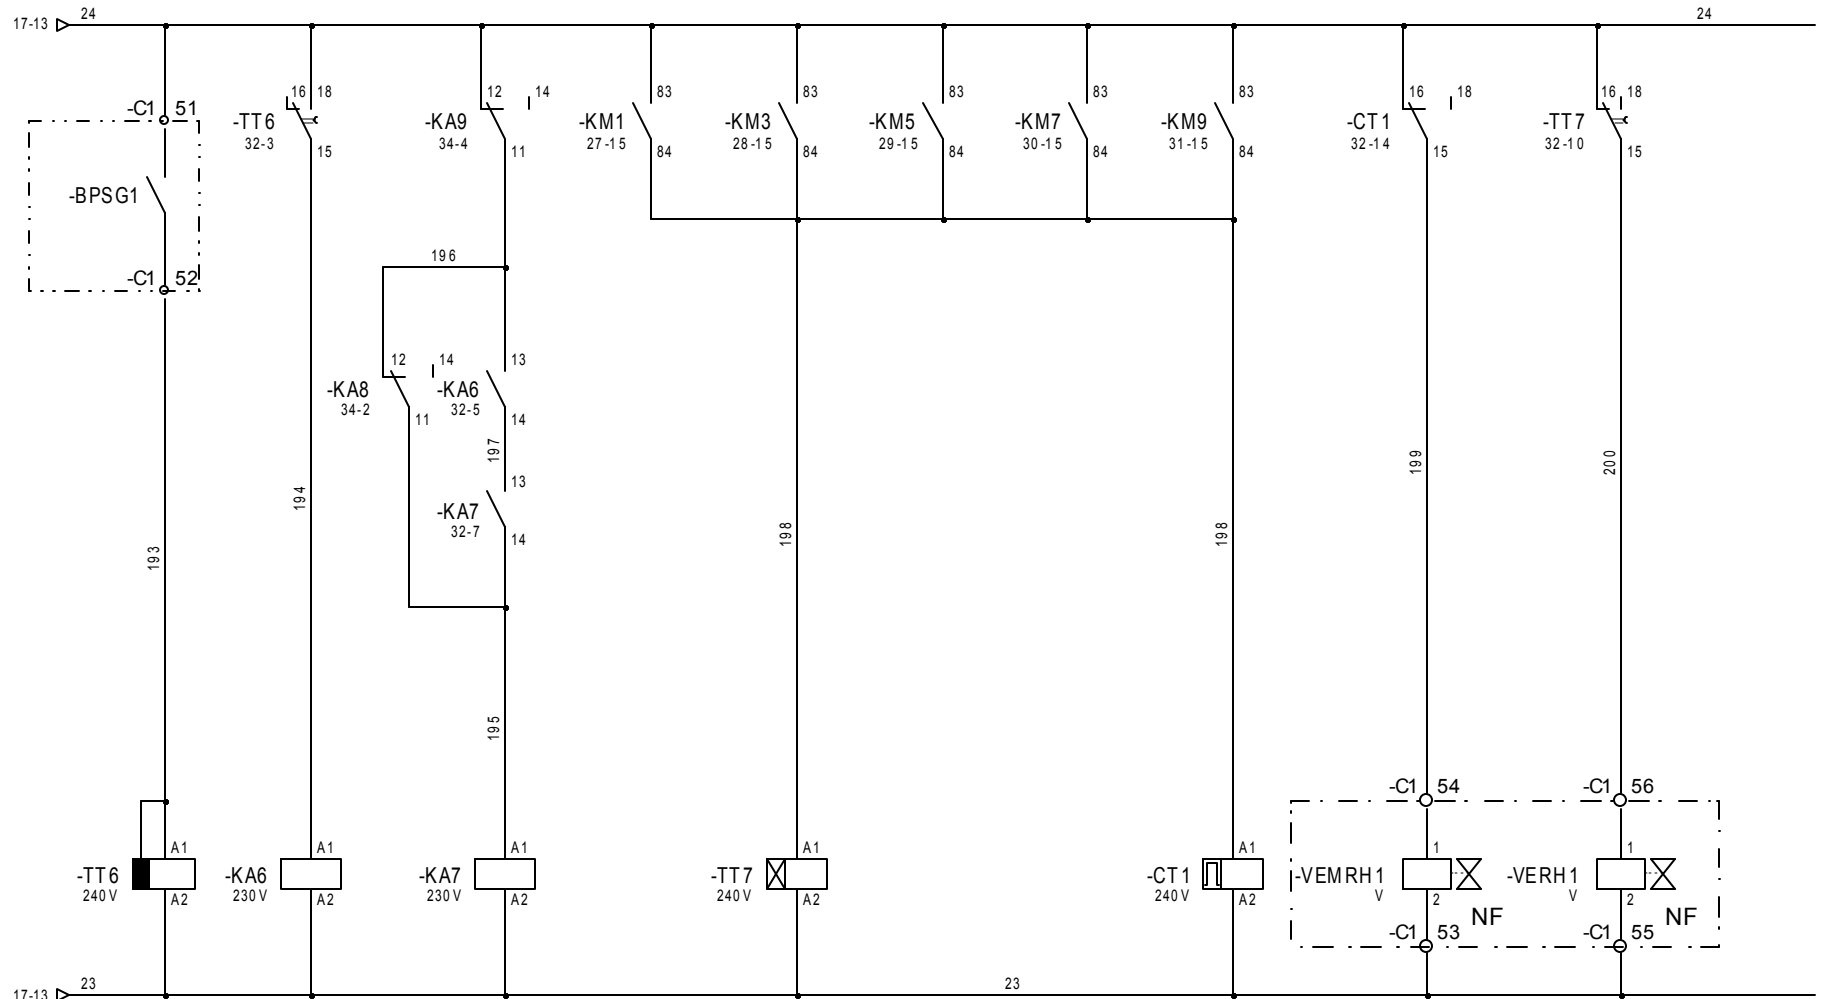 17-13 24 24
16 18 12 14 83 83 83 83 83 16 18 16 18
-C1 51
-TT6 -KA9 -KM1 -KM3 -KM5 -KM7 -KM9 -CT1 -TT7
32-3 34-4 27-15 28-15 29-15 30-15 31-15 32-14 32-10
15 11 84 84 84 84 84 15 15
-BPSG1
196
-C1 52
12 14 13
-KA8 -KA6
34-2 32-5
11 14
197
199 200
13
194
-KA7
32-7
14
198 198
193
195
-C1 54 -C1 56
A1 A1 A1 A1 A1 1 1
-TT6 -KA6 -KA7 -TT7 -CT1 -VEMRH1 -VERH1
240V 230V 230V 240V 240V V V
A2 A2 A2 A2 A2 2 2
NF NF
-C1 53 -C1 55
17-13 23 23